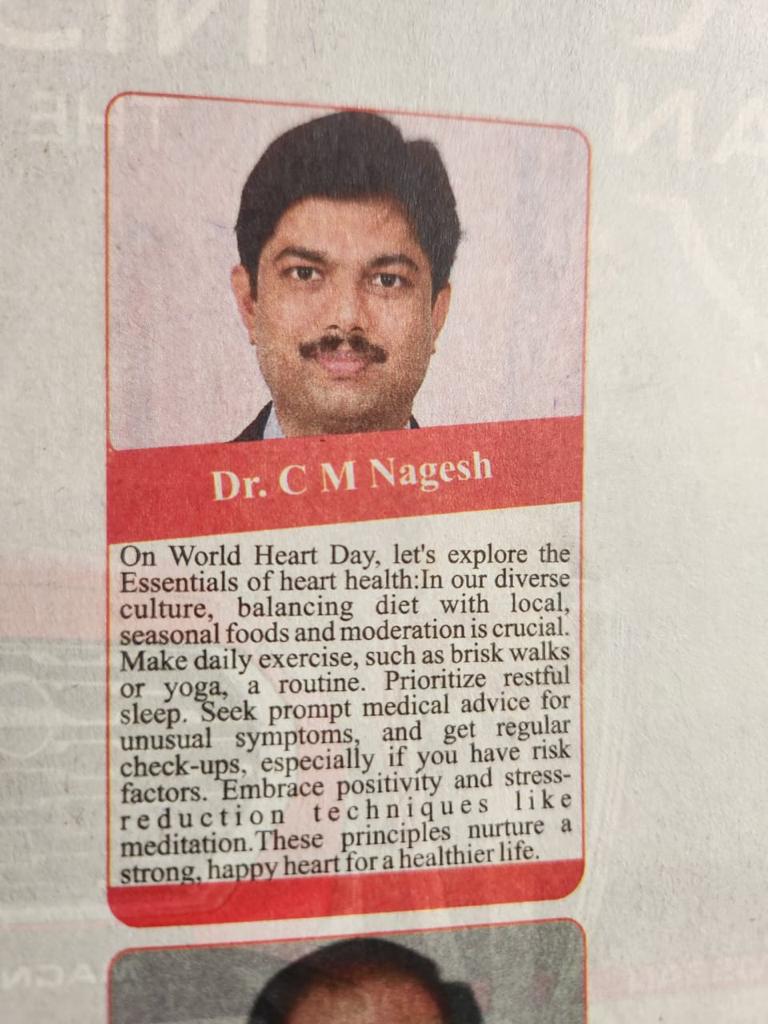 Dr. C M Nagesh
On World Heart Day, let's explore the
Essentials of heart health:In our diverse
culture, balancing diet with local,
seasonal foods and moderation is crucial.
Make daily exercise, such as brisk walks
or yoga, a routine. Prioritize restful
sleep. Seek prompt medical advice for
unusual symptoms, and get regular
check-ups, especially if you have risk
factors. Embrace positivity and stress-
reduction techniques like
meditation.These principles nurture a
strong, happy heart for a healthier life.